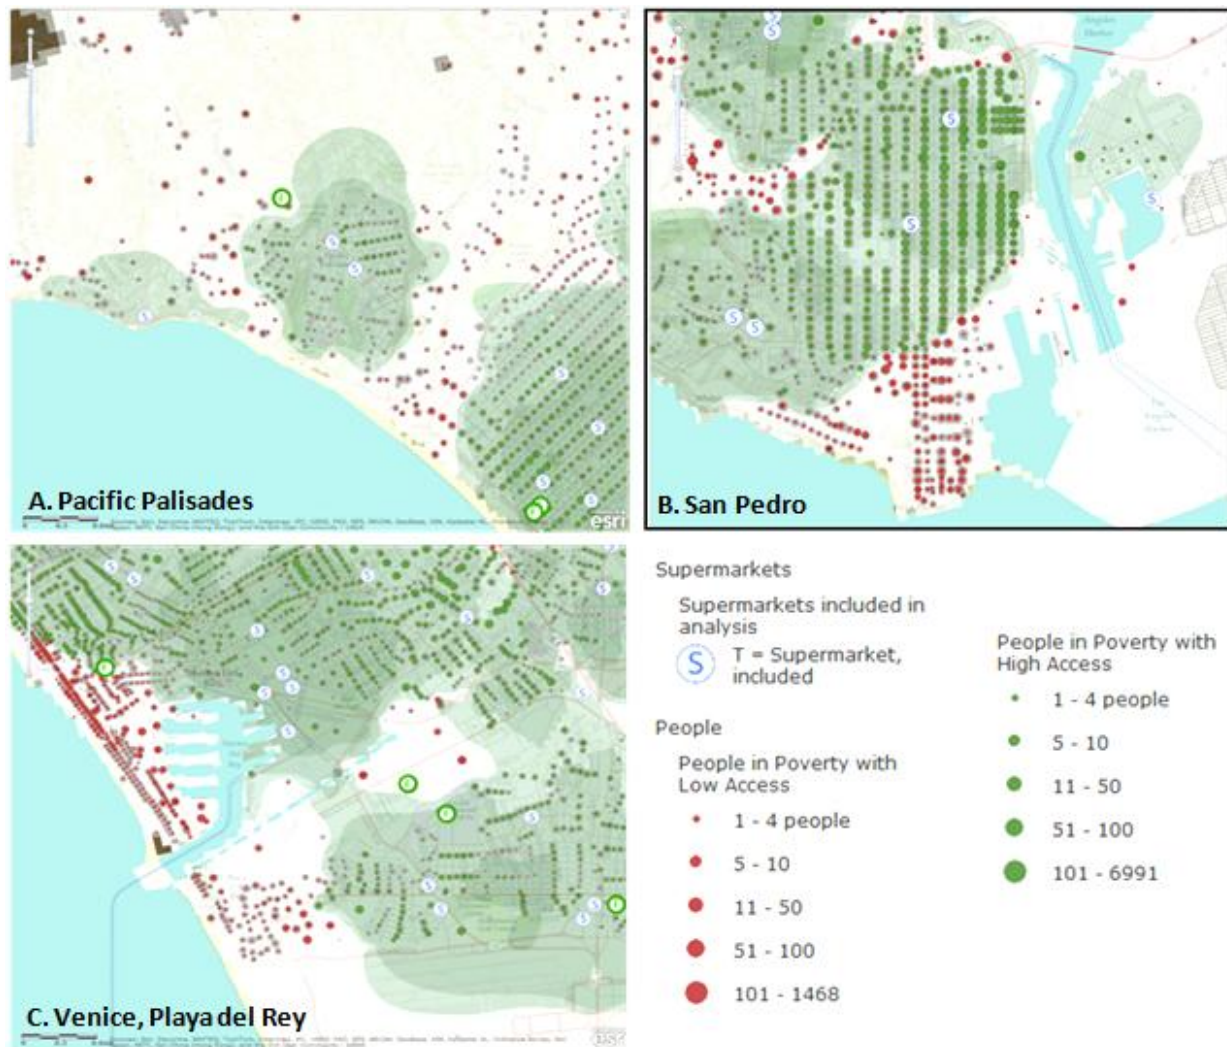 A. Pacific Palisades
esri
B. San Pedro
C. Venice, Playa del Rey
esri
Supermarkets
Supermarkets included in
analysis
S
T = Supermarket,
included
People
People in Poverty with
Low Access
1 - 4 people
5 - 10
11 - 50
51 - 100
101 - 1468
People in Poverty with
High Access
1 - 4 people
5 - 10
11 - 50
51 - 100
101 - 6991